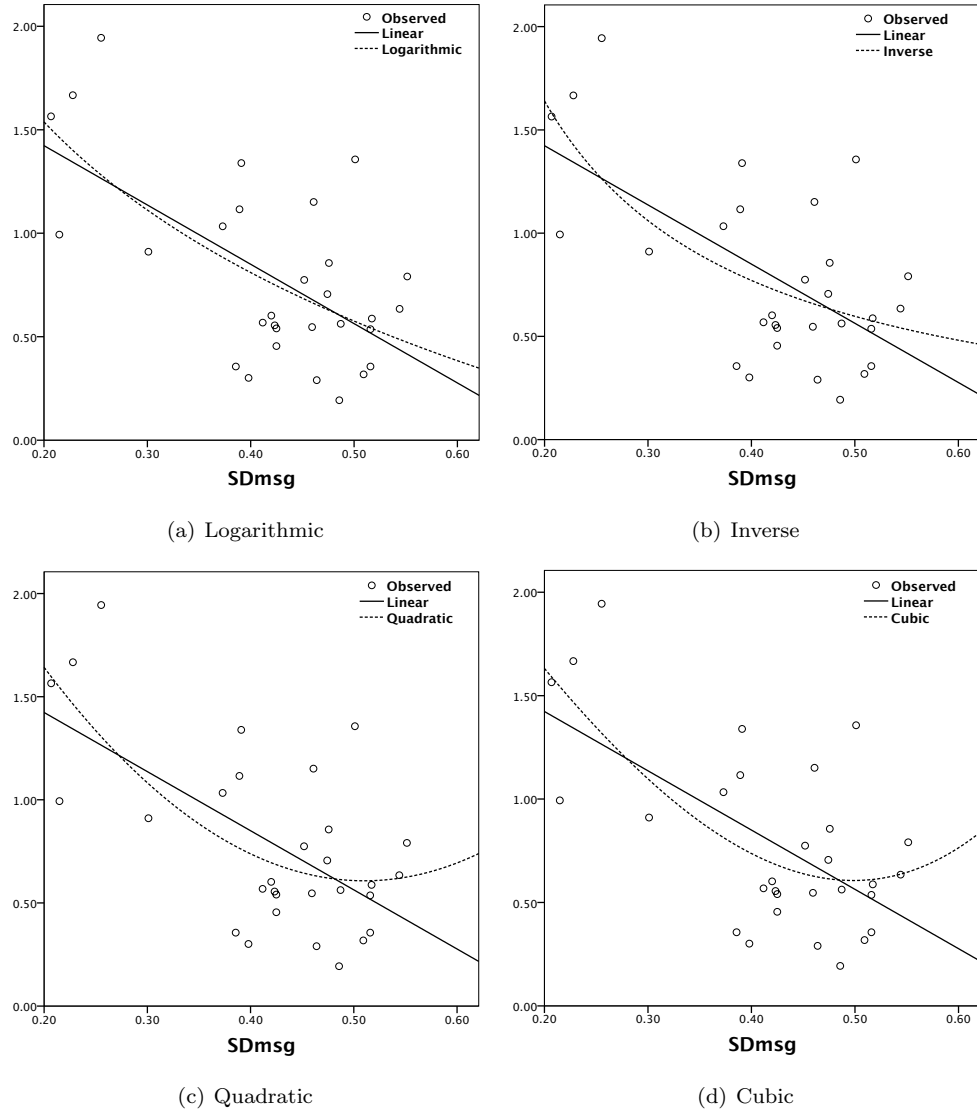 Observed
Linear
Logarithmic
2.00
1.50
1.00
0.50
0.00
0.20 0.30 0.40 0.50 0.60
SDmsg
(a) Logarithmic
Observed
Linear
Inverse
2.00
1.50
1.00
0.50
0.00
0.20 0.30 0.40 0.50 0.60
SDmsg
(b) Inverse
Observed
Linear
Quadratic
2.00
1.50
1.00
0.50
0.00
0.20 0.30 0.40 0.50 0.60
SDmsg
(c) Quadratic
Observed
Linear
Cubic
2.00
1.50
1.00
0.50
0.00
0.20 0.30 0.40 0.50 0.60
SDmsg
(d) Cubic